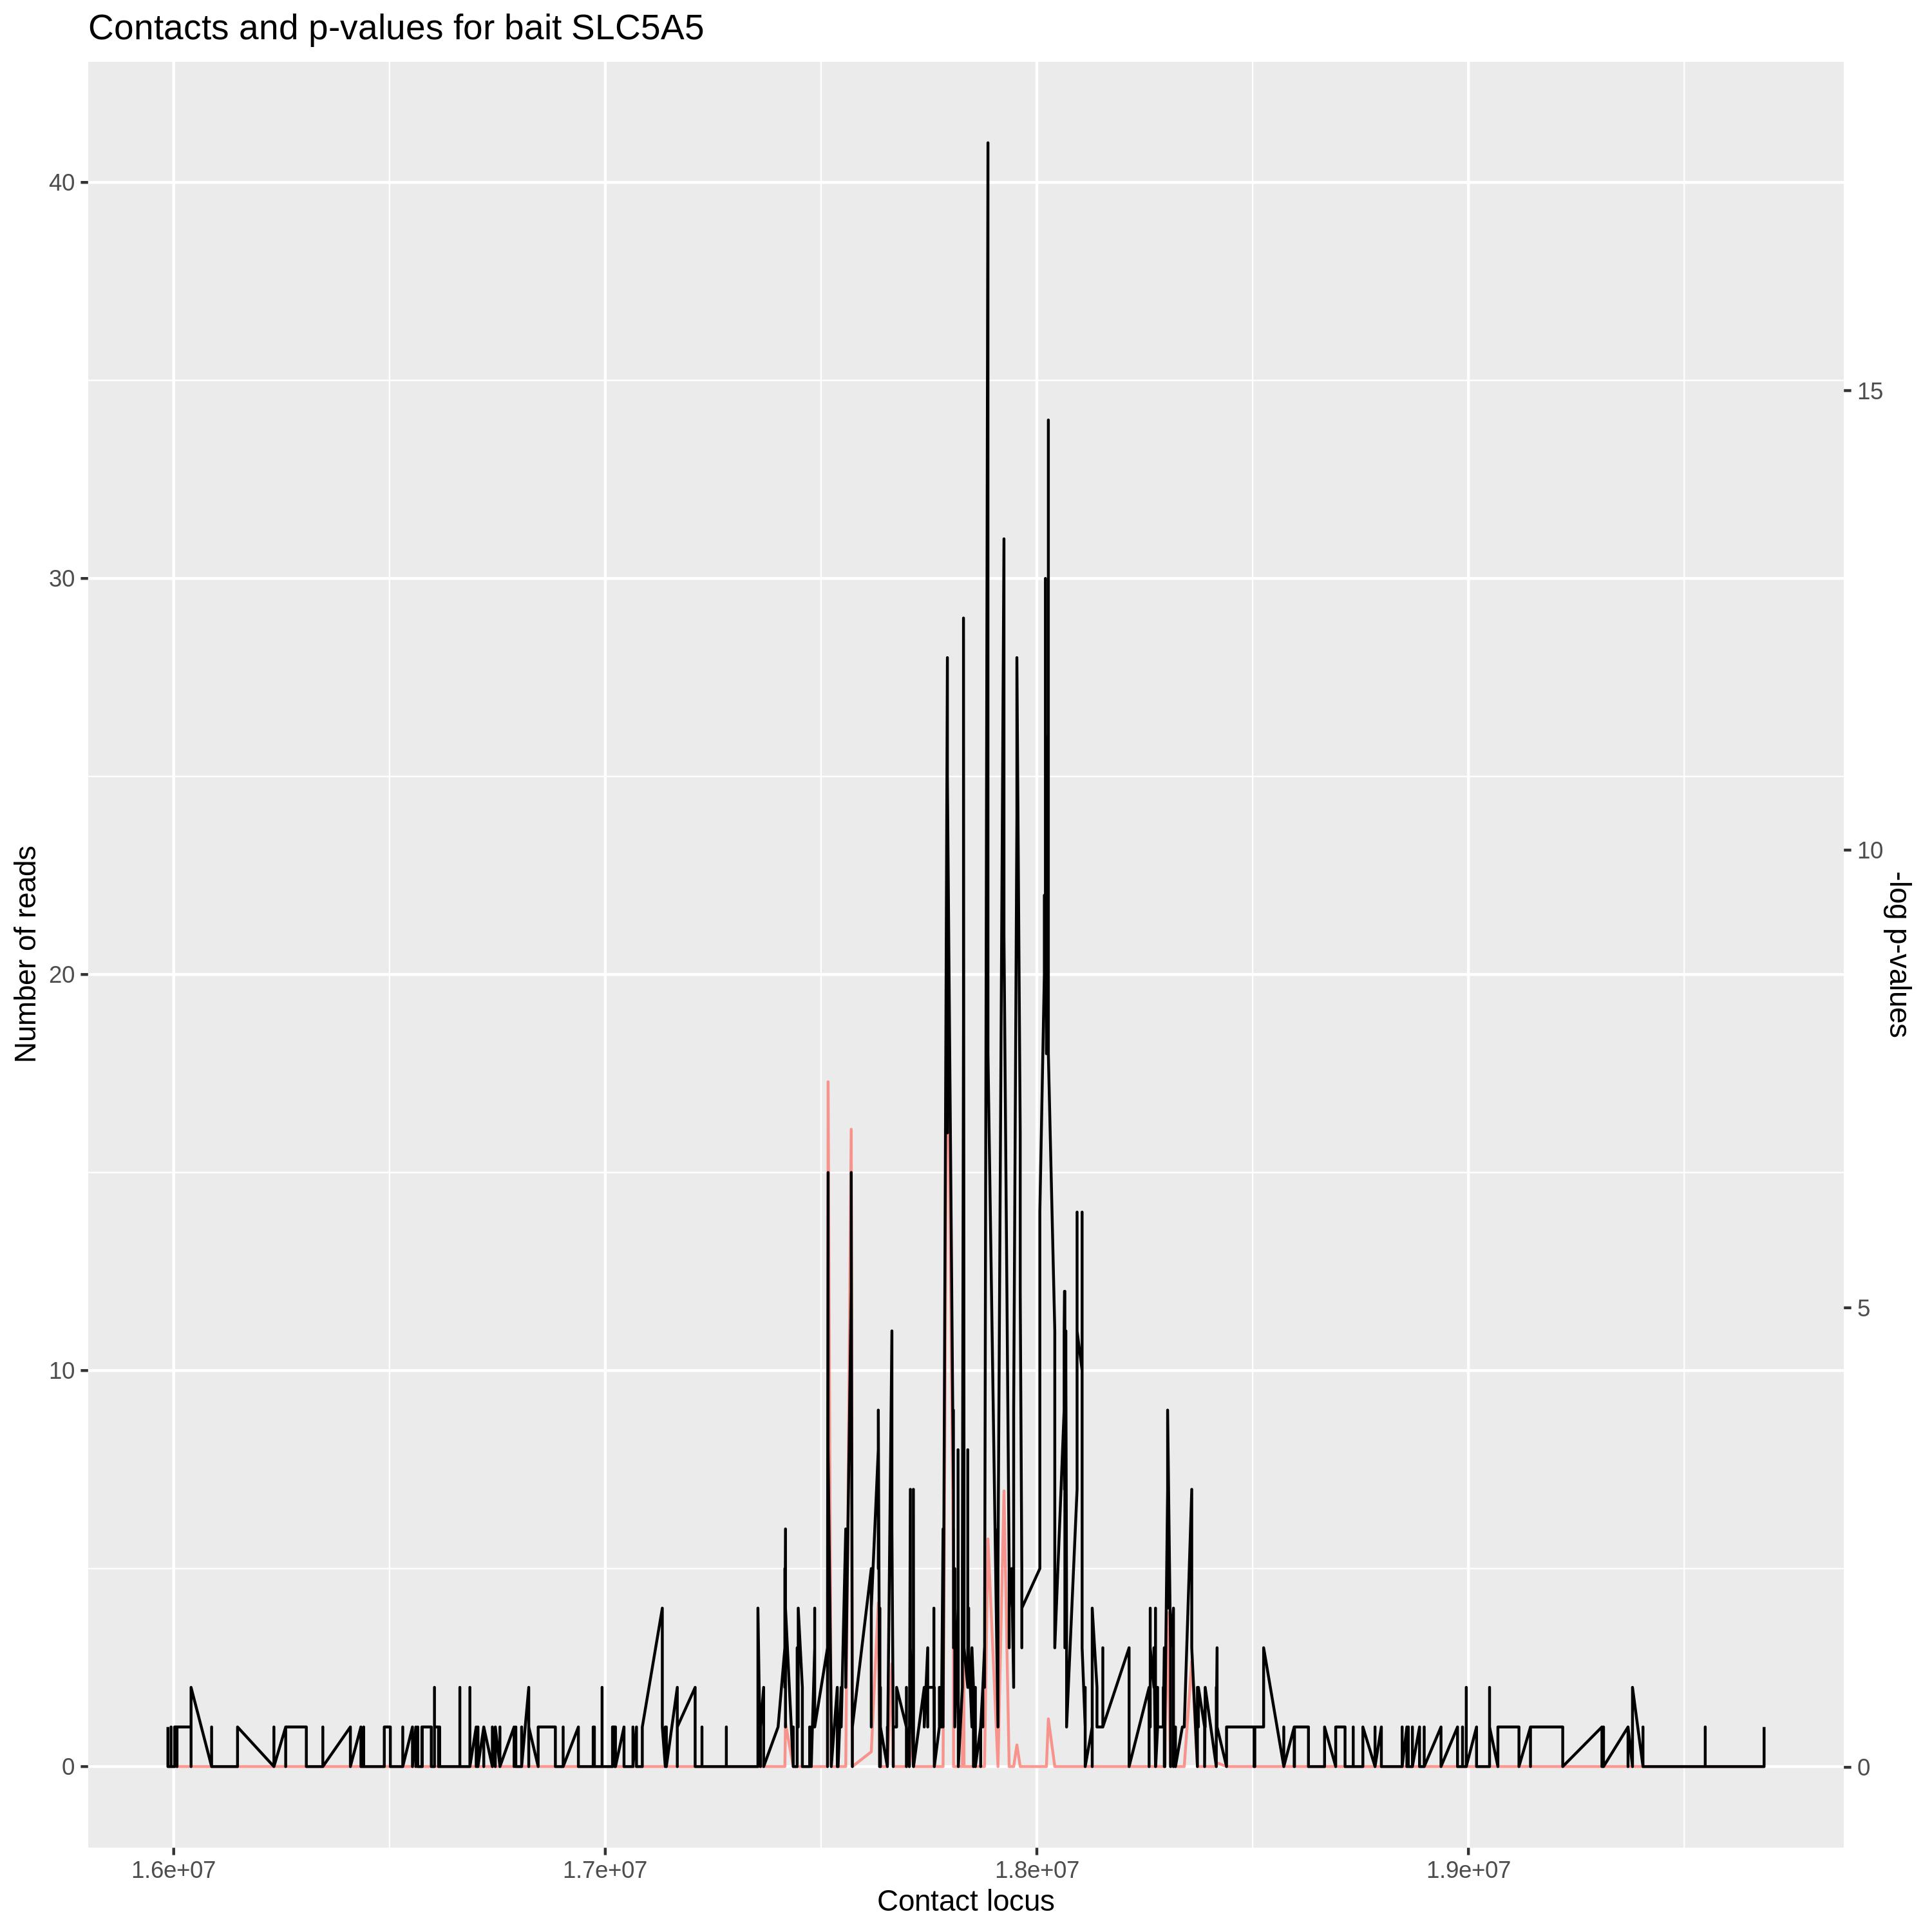 Contacts and p-values for bait SLC5A5
40
30
20
10
0
Number of reads
15
10
5
0
-log p-values
1.6e+07
1.7e+07
1.8e+07
1.9e+07
Contact locus